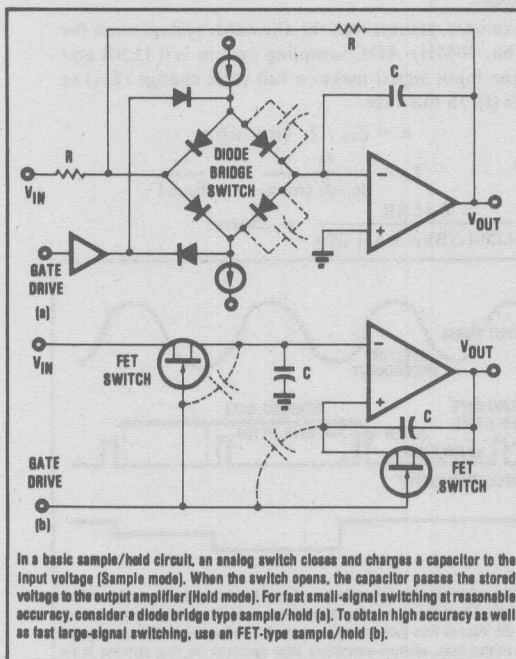 R
DIODE
BRIDGE
SWITCH
R
VIN
VOUT
GATE
DRIVE
(a)
VIN
FET
SWITCH
C
VOUT
C
FET
SWITCH
GATE
DRIVE
(b)
In a basic sample/hold circuit, an analog switch closes and charges a capacitor to the
input voltage (Sample mode). When the switch opens, the capacitor passes the stored
voltage to the output amplifier (Hold mode). For fast small-signal switching at reasonable
accuracy, consider a diode bridge type sample/hold (a). To obtain high accuracy as well
as fast large-signal switching, use an FET-type sample/hold (b).